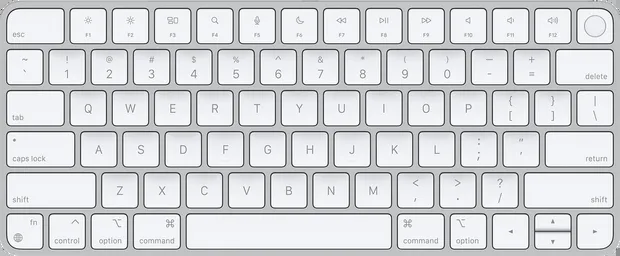 esc F1 F2 F3 F4 F5 F6 F7 F8 F9 F10 F11 F12
~ ! @ # $ % ^ & * ( ) — +
` 1 2 3 4 5 6 7 8 9 0 - = delete
tab Q W E R T Y U I O P { [ } ] | \
caps lock A S D F G H J K L : ; " ' return
shift Z X C V B N M < , > . ? / shift
fn ^ control ⌥ option ⌘ command ⌘ command ⌥ option ◄ ▲ ▼ ►